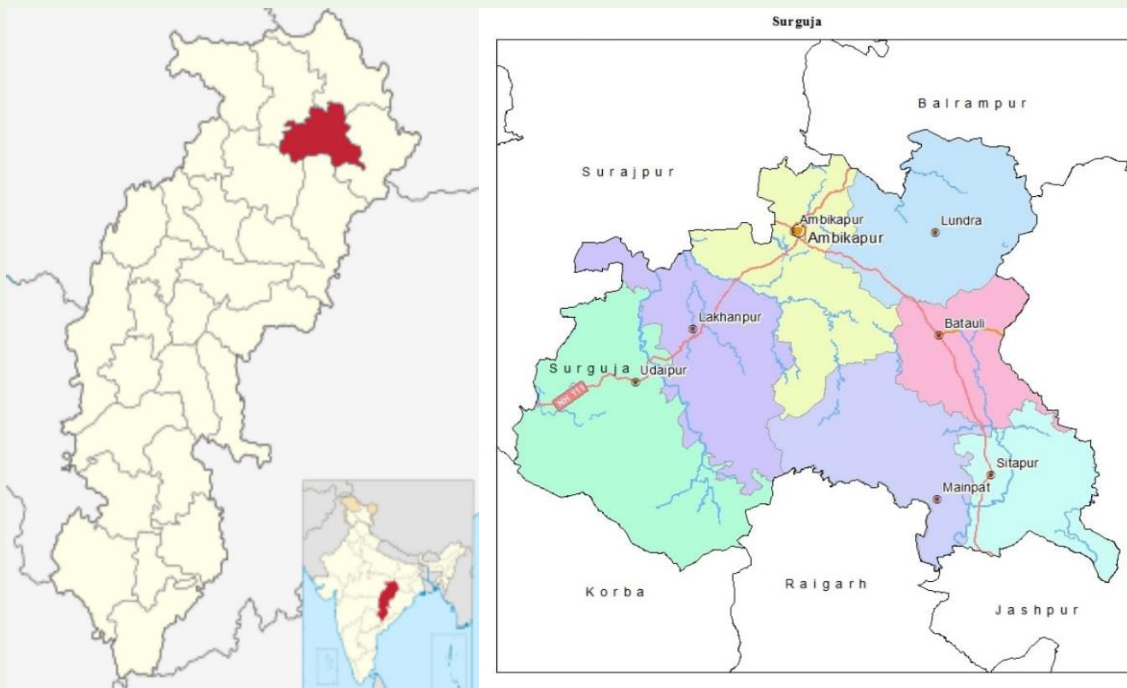 Surguja
Balrampur
Surajpur
Ambikapur
Ambikapur
Lundra
Lakhanpur
Batauli
Surguja
Udaipur
NH 111
Sitapur
Mainpat
Korba
Raigarh
Jashpur